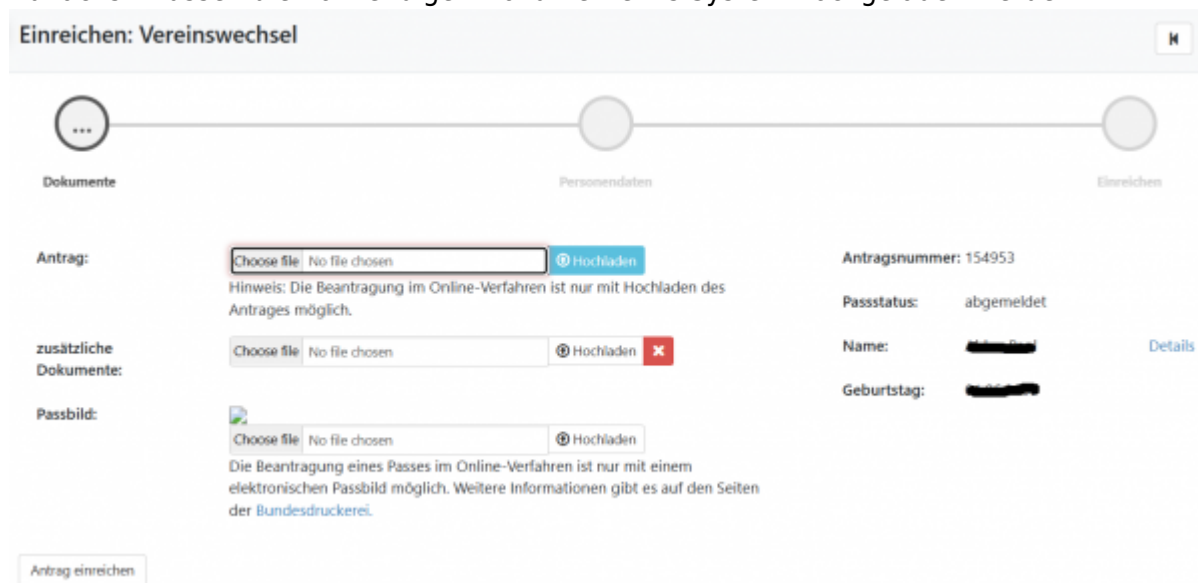 Einreichen: Vereinswechsel
...
Dokumente
Personendaten
Einreichen
Antrag:
Choose file No file chosen
Hochladen
Hinweis: Die Beantragung im Online-Verfahren ist nur mit Hochladen des
Antrages möglich.
zusätzliche
Dokumente:
Choose file No file chosen
Hochladen
Passbild:
Choose file No file chosen
Hochladen
Die Beantragung eines Passes im Online-Verfahren ist nur mit einem
elektronischen Passbild möglich. Weitere Informationen gibt es auf den Seiten
der Bundesdruckerei.
Antragsnummer: 154953
Passstatus: abgemeldet
Name:
Details
Geburtstag:
Antrag einreichen